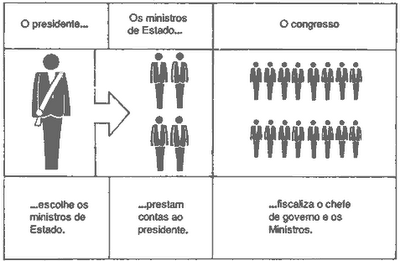 O presidente...
Os ministros
de Estado...
O congresso
...escolhe os
ministros de
Estado.
...prestam
contas ao
presidente.
...fiscaliza o chefe
de governo e os
Ministros.